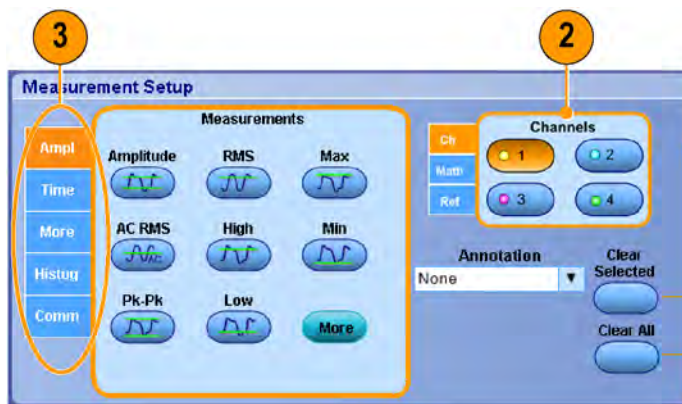 3
2
Measurement Setup
Ampl
Time
More
Histog
Comm
Measurements
Amplitude RMS Max
AC RMS High Min
Pk-Pk Low More
Ch
Math
Ref
Channels
1 2
3 4
Annotation
None
Clear
Selected
Clear All